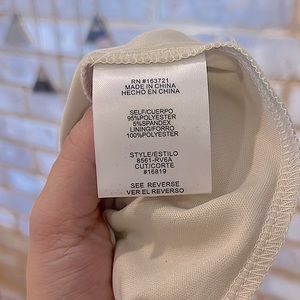 RN #163721
MADE IN CHINA
HECHO EN CHINA
SELF/CUERPO
95%POLYESTER
5%SPANDEX
LINING/FORRO
100%POLYESTER
STYLE/ESTILO
8561-RV6A
CUT/CORTE
#16819
SEE REVERSE
VER EL REVERSO